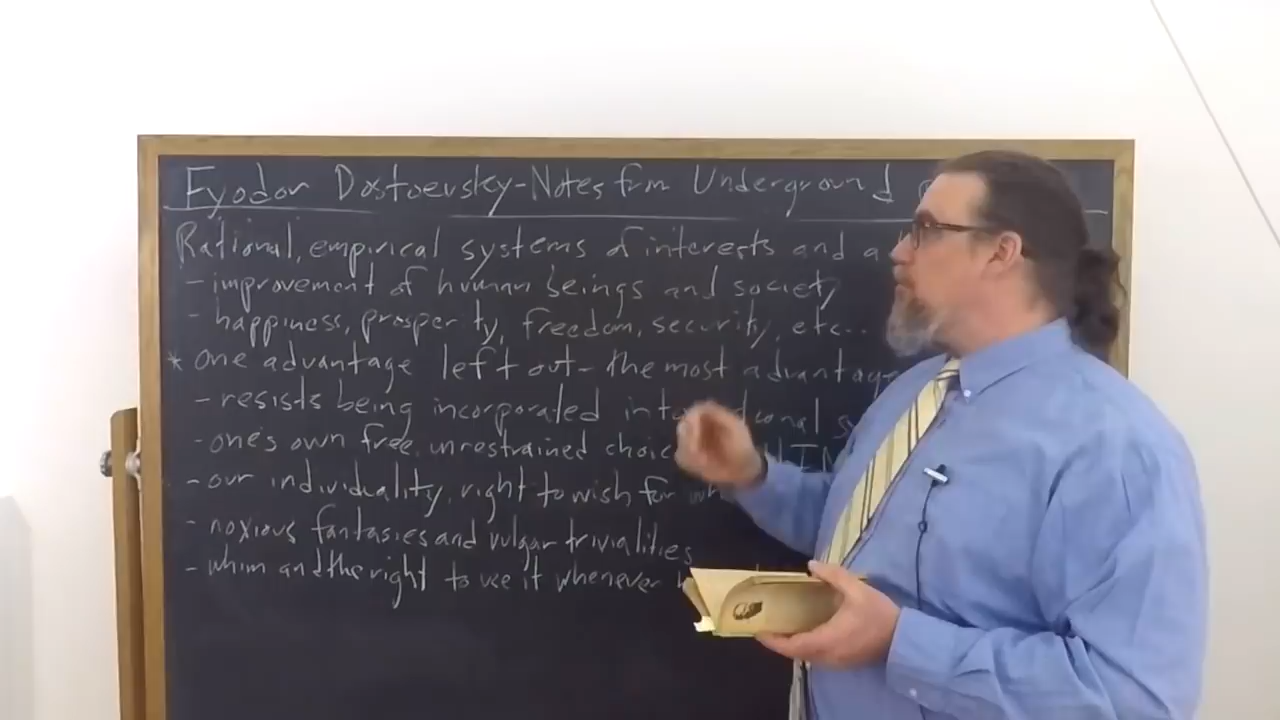 Fyodor Dostoevsky-Notes from Underground
Rational, empirical systems of interests and
- improvement of human beings and society
- happiness, prosperity, freedom, security, etc..
* one advantage left out - the most advantag
- resists being incorporated into
- one's own free, unrestrained choic
- our individuality, right to wish for
- noxious fantasies and vulgar trivialities
- whim and the right to use it whenever